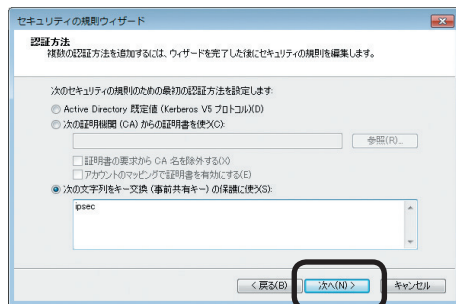 セキュリティの規則ウィザード
認証方法
複数の認証方法を追加するには、ウィザードを完了した後にセキュリティの規則を編集します。
次のセキュリティの規則のための最初の認証方法を設定します:
Active Directory 既定値 (Kerberos V5 プロトコル)(D)
次の証明機関 (CA) からの証明書を使う(C):
参照(R)...
証明書の要求から CA 名を除外する(X)
アカウントのマッピングで証明書を有効にする(E)
次の文字列をキー交換 (事前共有キー) の保護に使う(S):
ipsec
< 戻る(B)
次へ(N) >
キャンセル